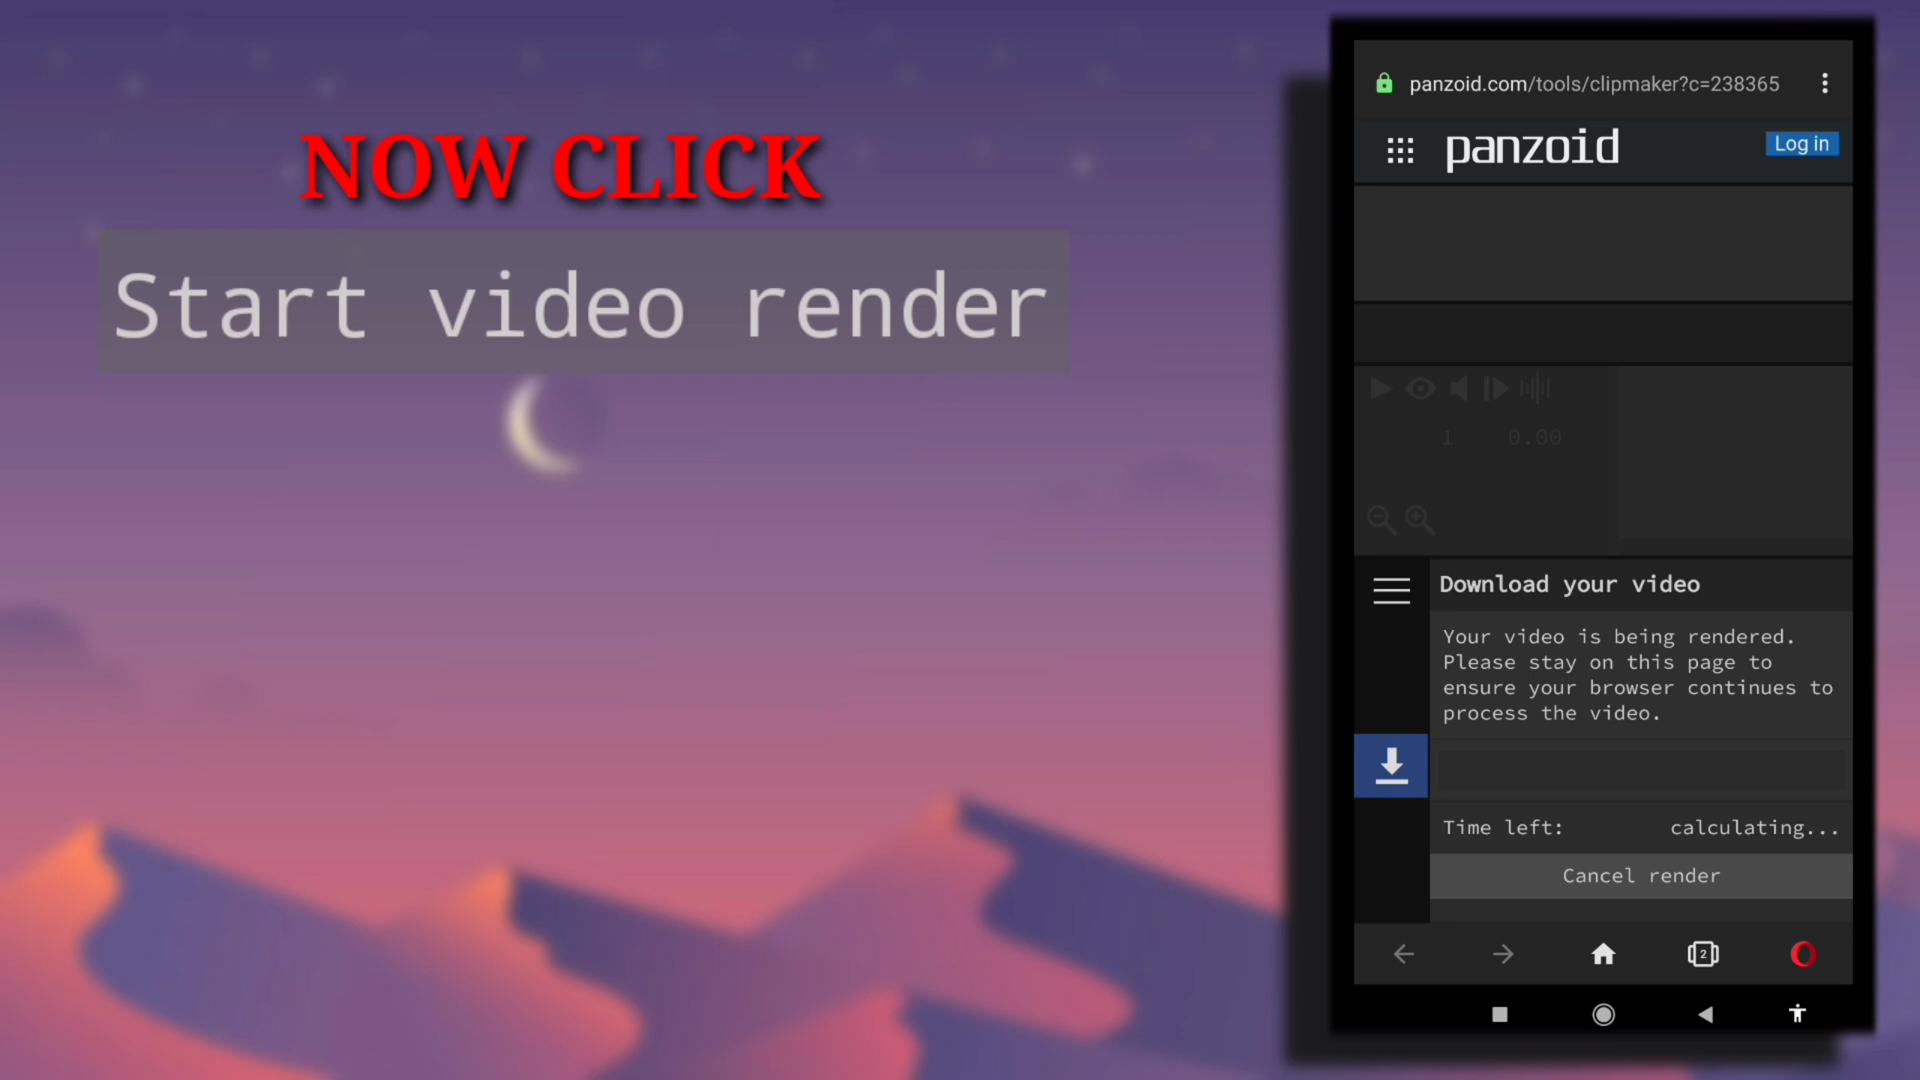 NOW CLICK
Start video render
panzoid.com/tools/clipmaker?c=238365
panzoid
Log in
1 0.00
Download your video
Your video is being rendered.
Please stay on this page to
ensure your browser continues to
process the video.
Time left: calculating...
Cancel render
2